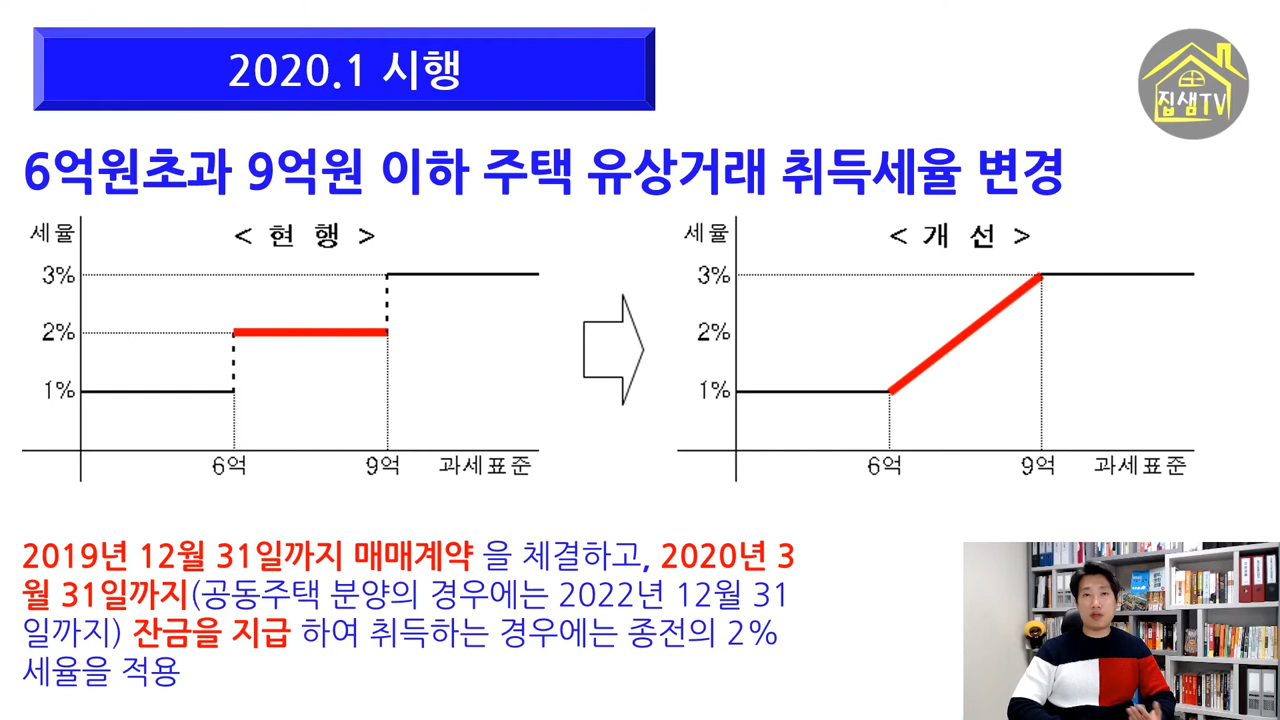 2020.1 시행
집샘TV
6억원초과 9억원 이하 주택 유상거래 취득세율 변경
세율
< 현 행 >
3%
2%
1%
6억
9억
과세표준
세율
< 개 선 >
3%
2%
1%
6억
9억
과세표준
2019년 12월 31일까지 매매계약 을 체결하고, 2020년 3
월 31일까지(공동주택 분양의 경우에는 2022년 12월 31
일까지) 잔금을 지급 하여 취득하는 경우에는 종전의 2%
세율을 적용